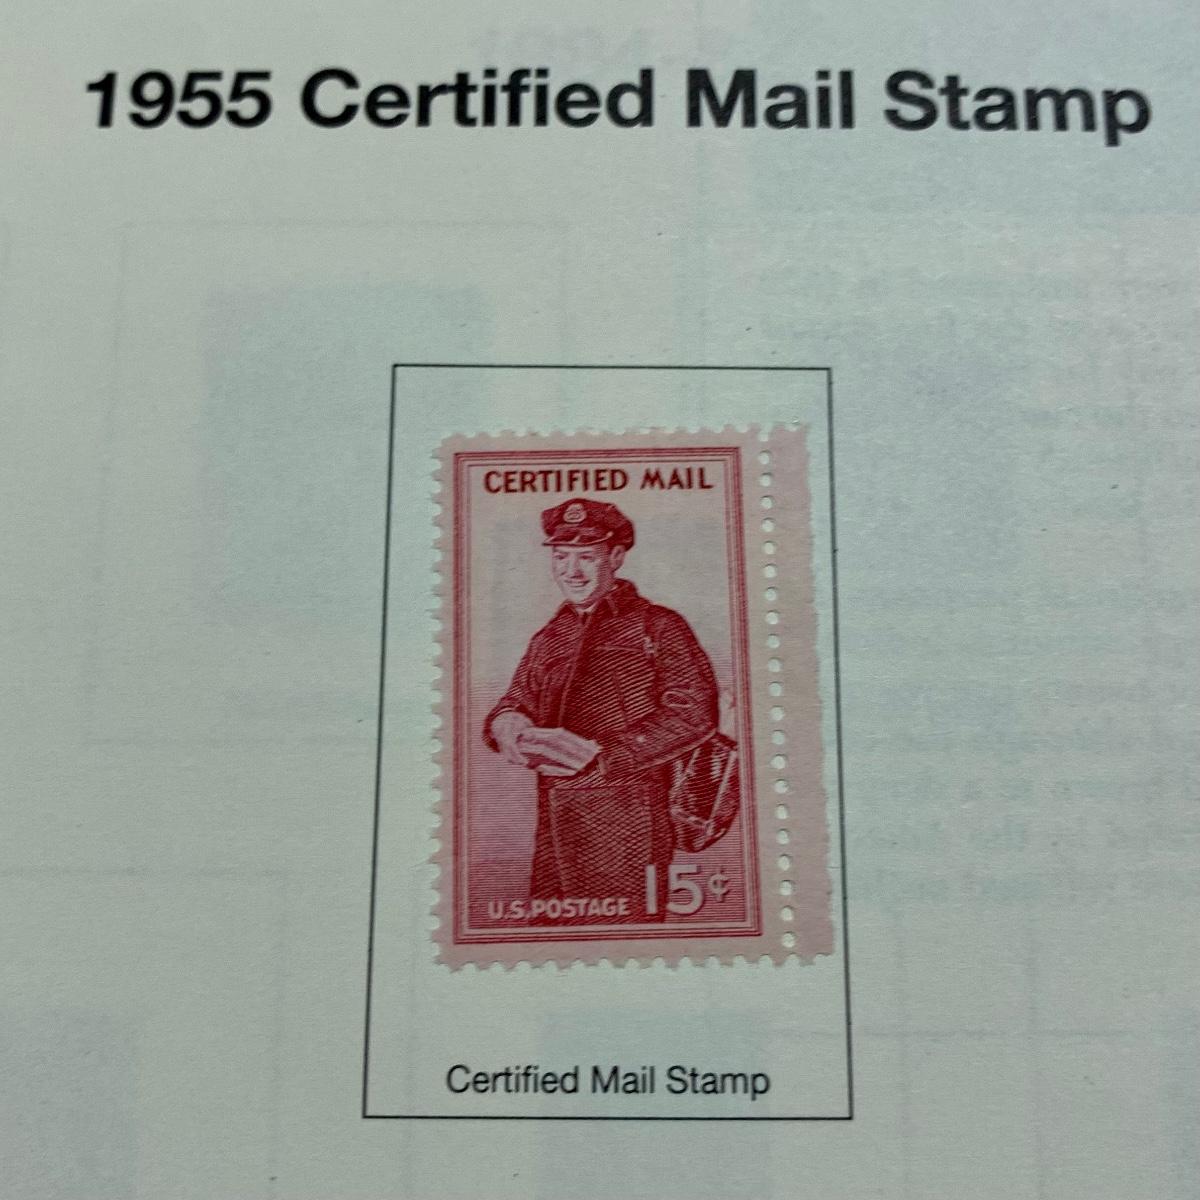 1955 Certified Mail Stamp
CERTIFIED MAIL
U.S. POSTAGE 15¢
Certified Mail Stamp